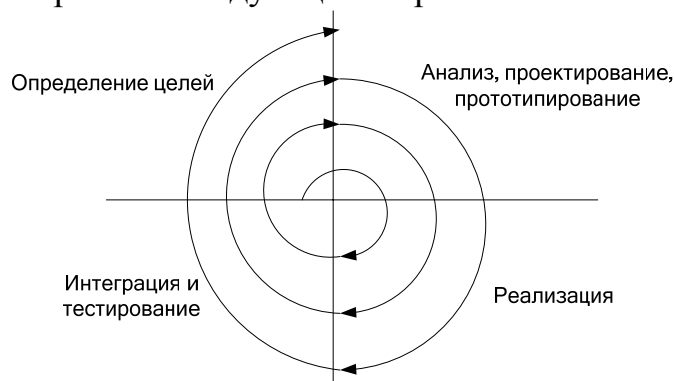 Определение целей
Анализ, проектирование,
прототипирование
Интеграция и
тестирование
Реализация